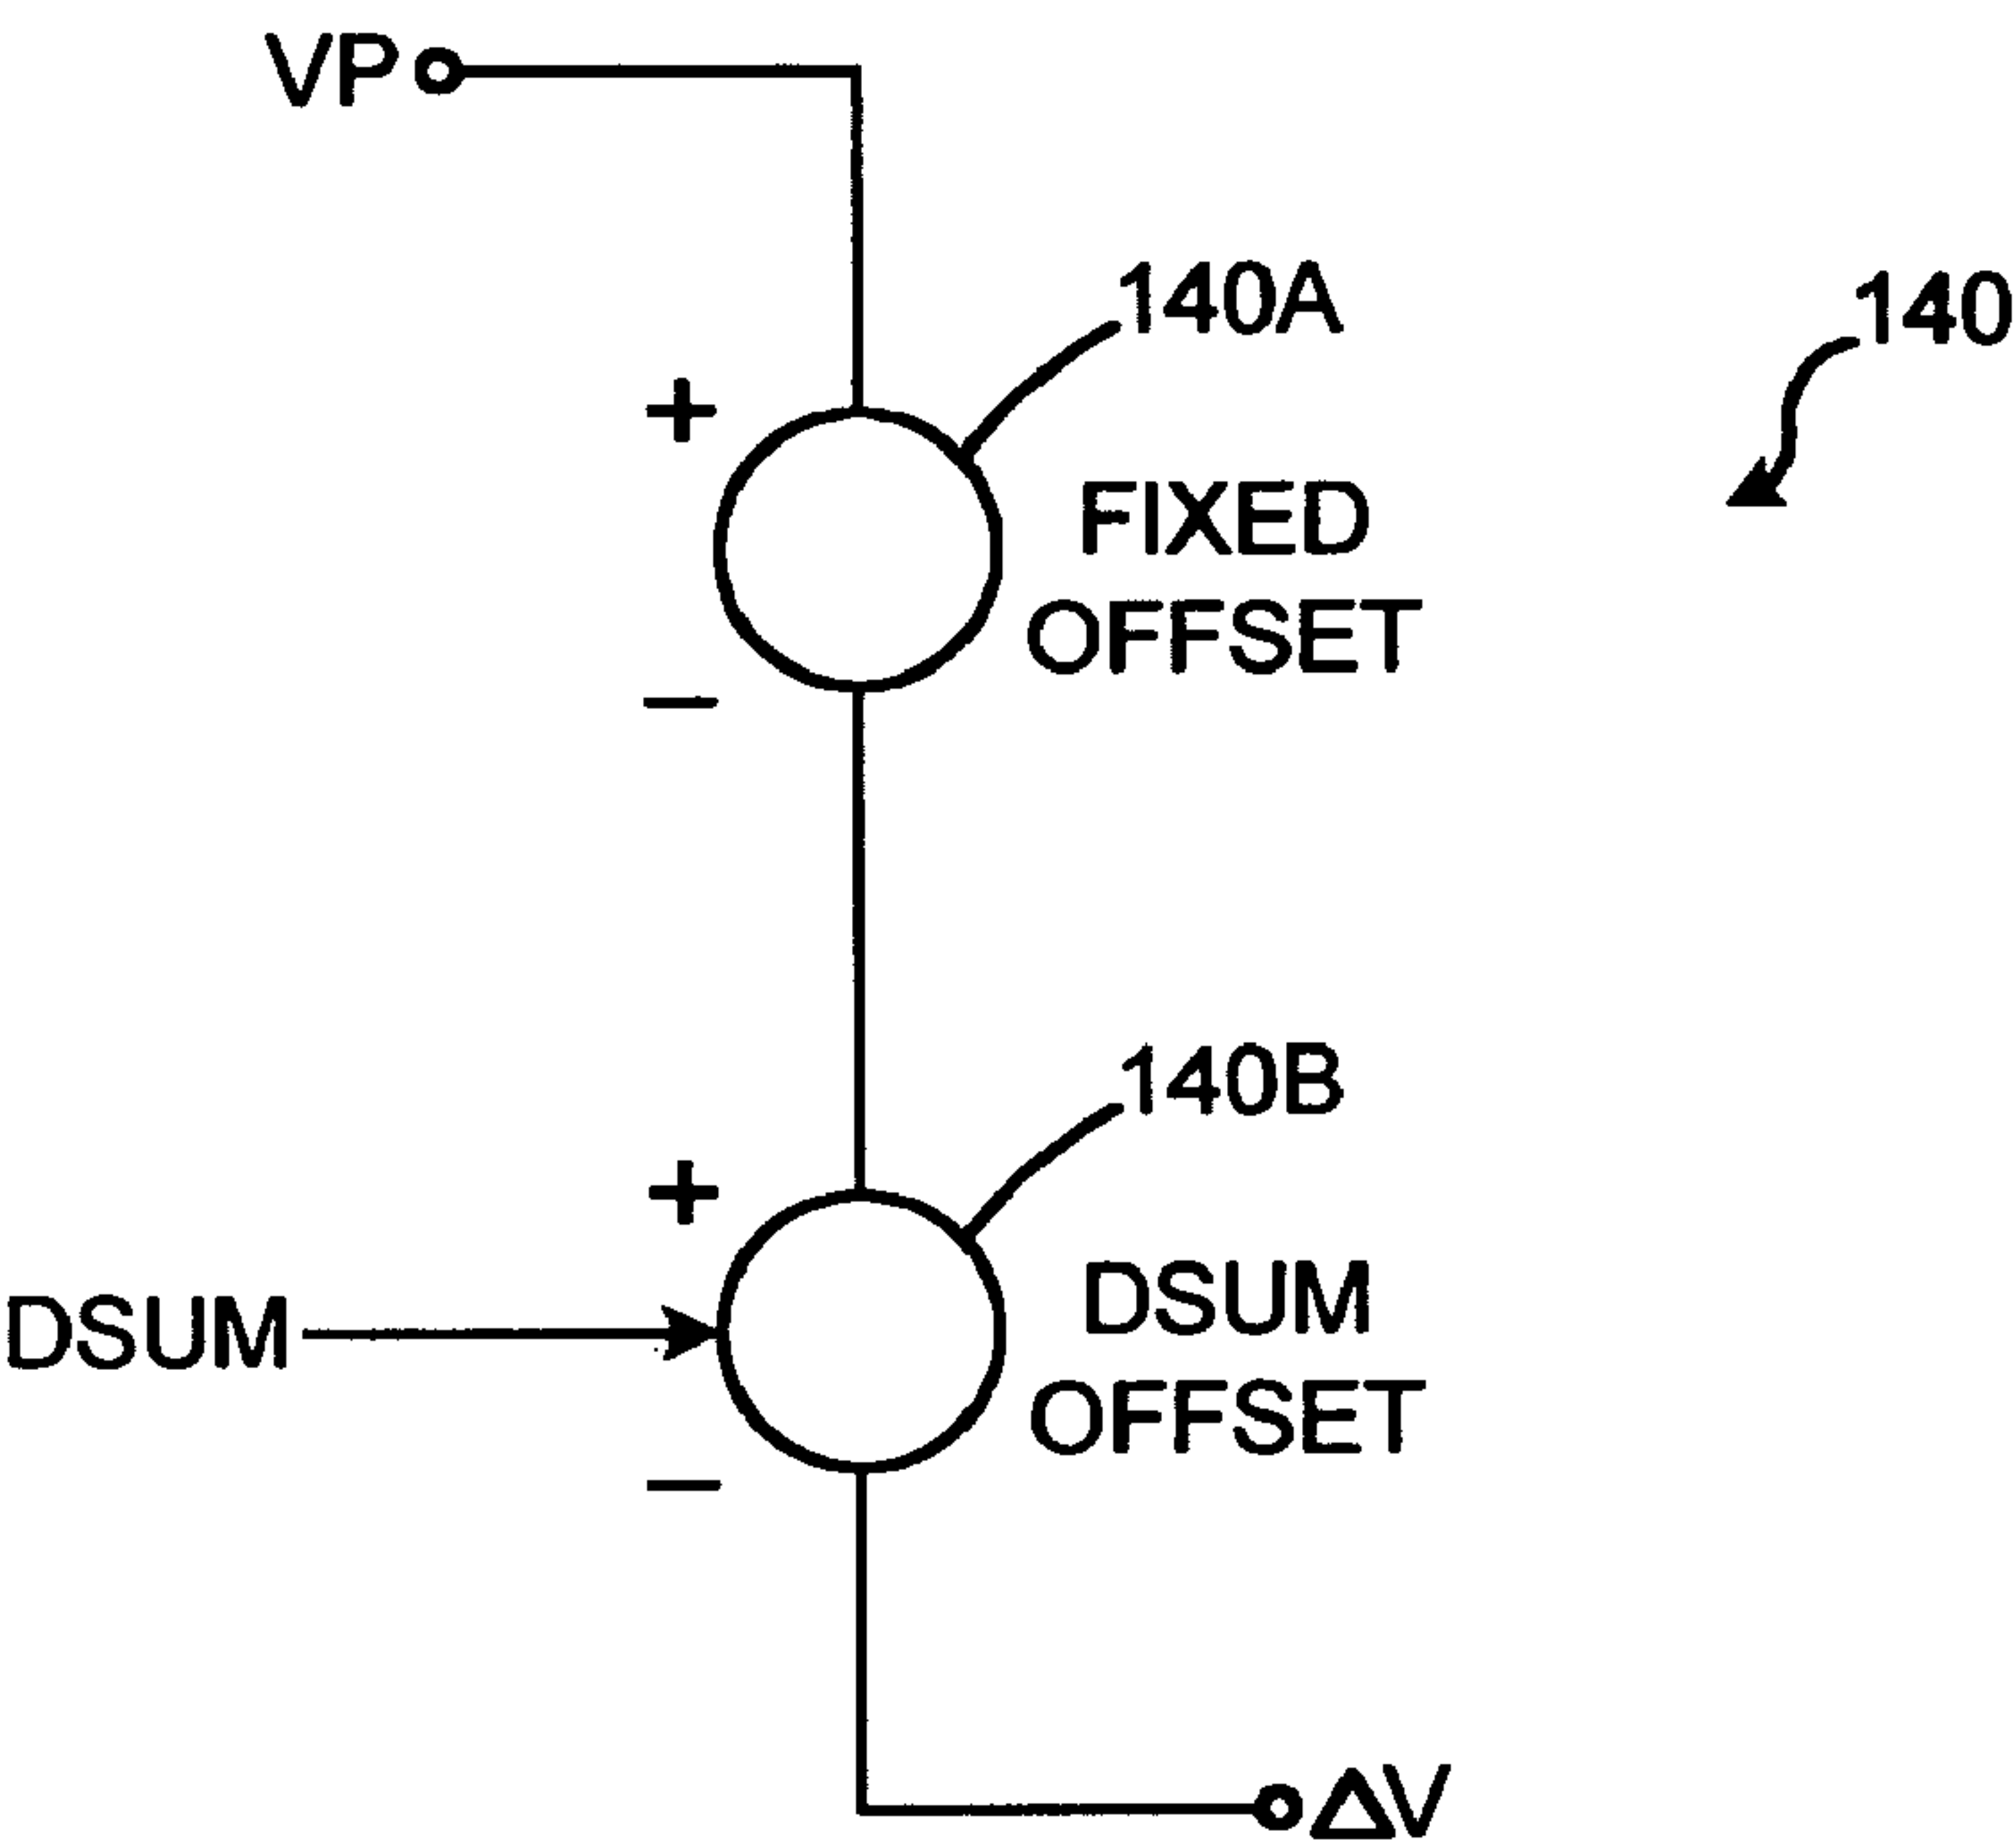 VP
140A
140
+
FIXED
OFFSET
−
140B
+
DSUM
DSUM
OFFSET
−
ΔV